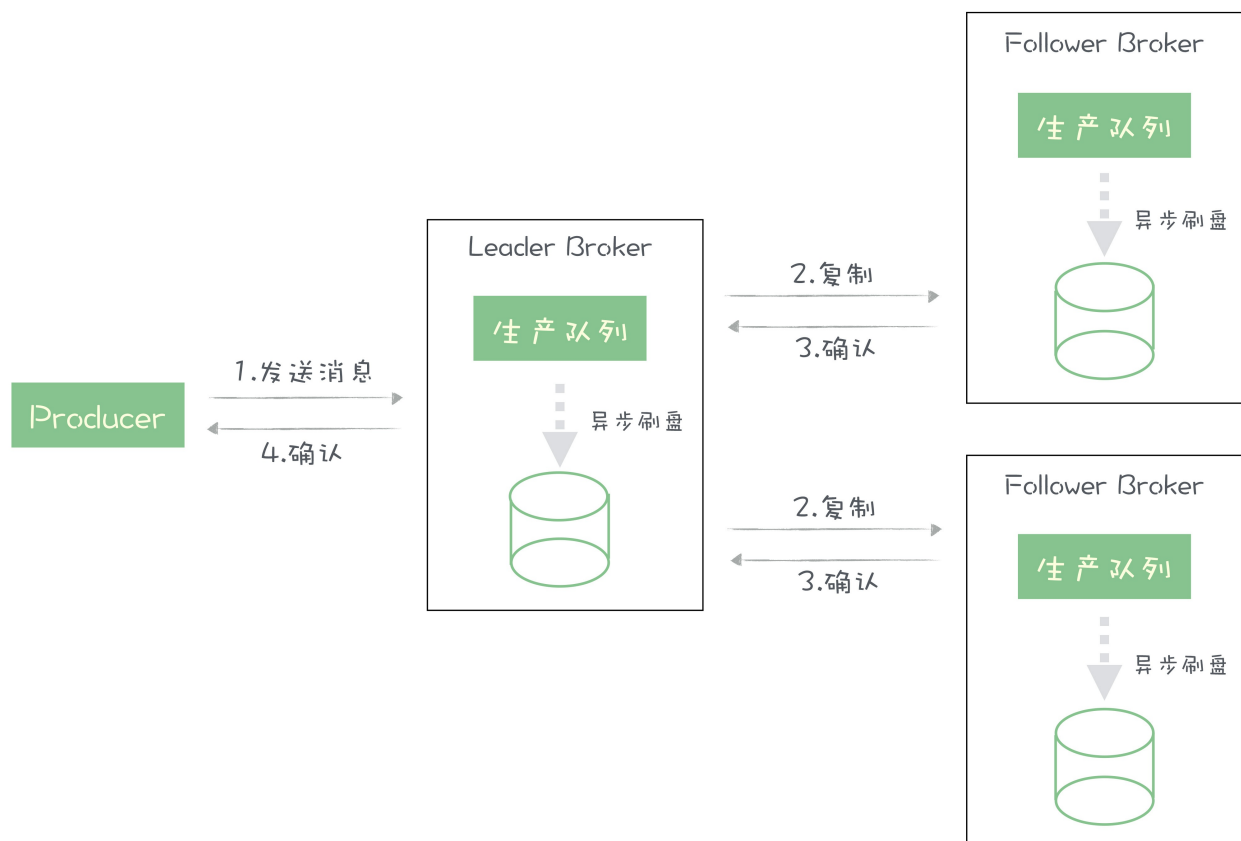 Producer
1.发送消息
4.确认
Leader Broker
生产队列
异步刷盘
2.复制
3.确认
2.复制
3.确认
Follower Broker
生产队列
异步刷盘
Follower Broker
生产队列
异步刷盘